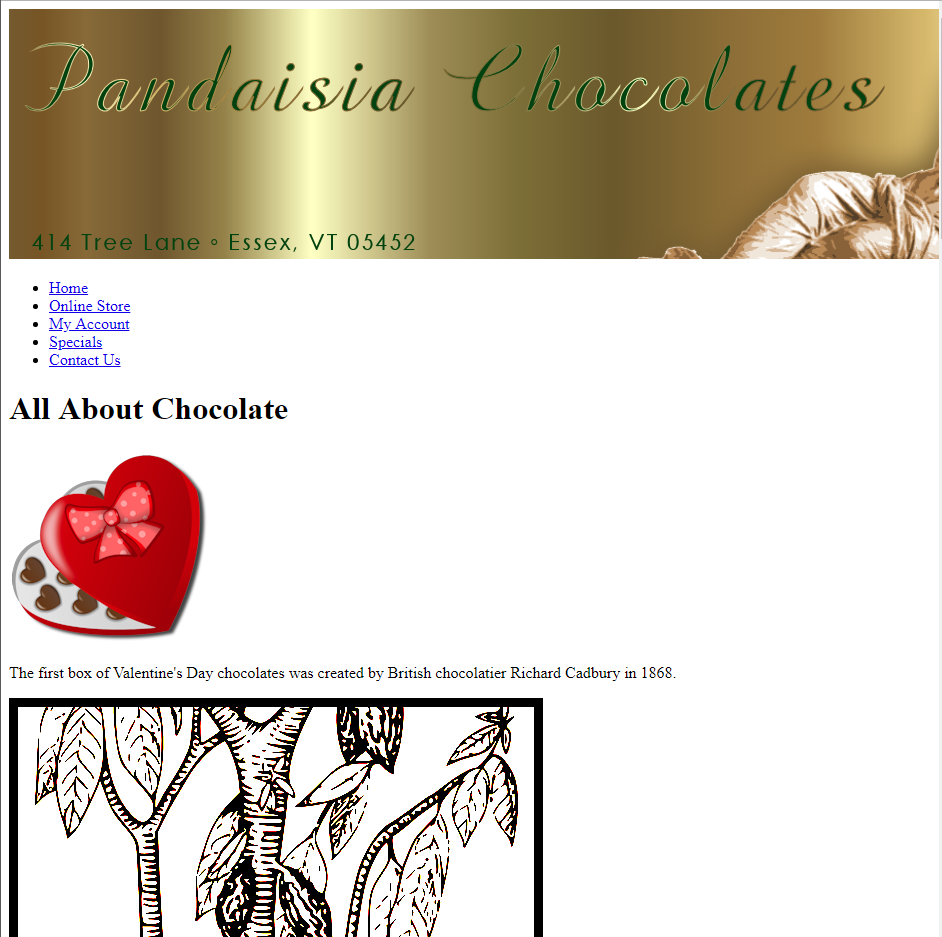 Pandaisia Chocolates
414 Tree Lane ∘ Essex, VT 05452
Home
Online Store
My Account
Specials
Contact Us
All About Chocolate
The first box of Valentine's Day chocolates was created by British chocolatier Richard Cadbury in 1868.